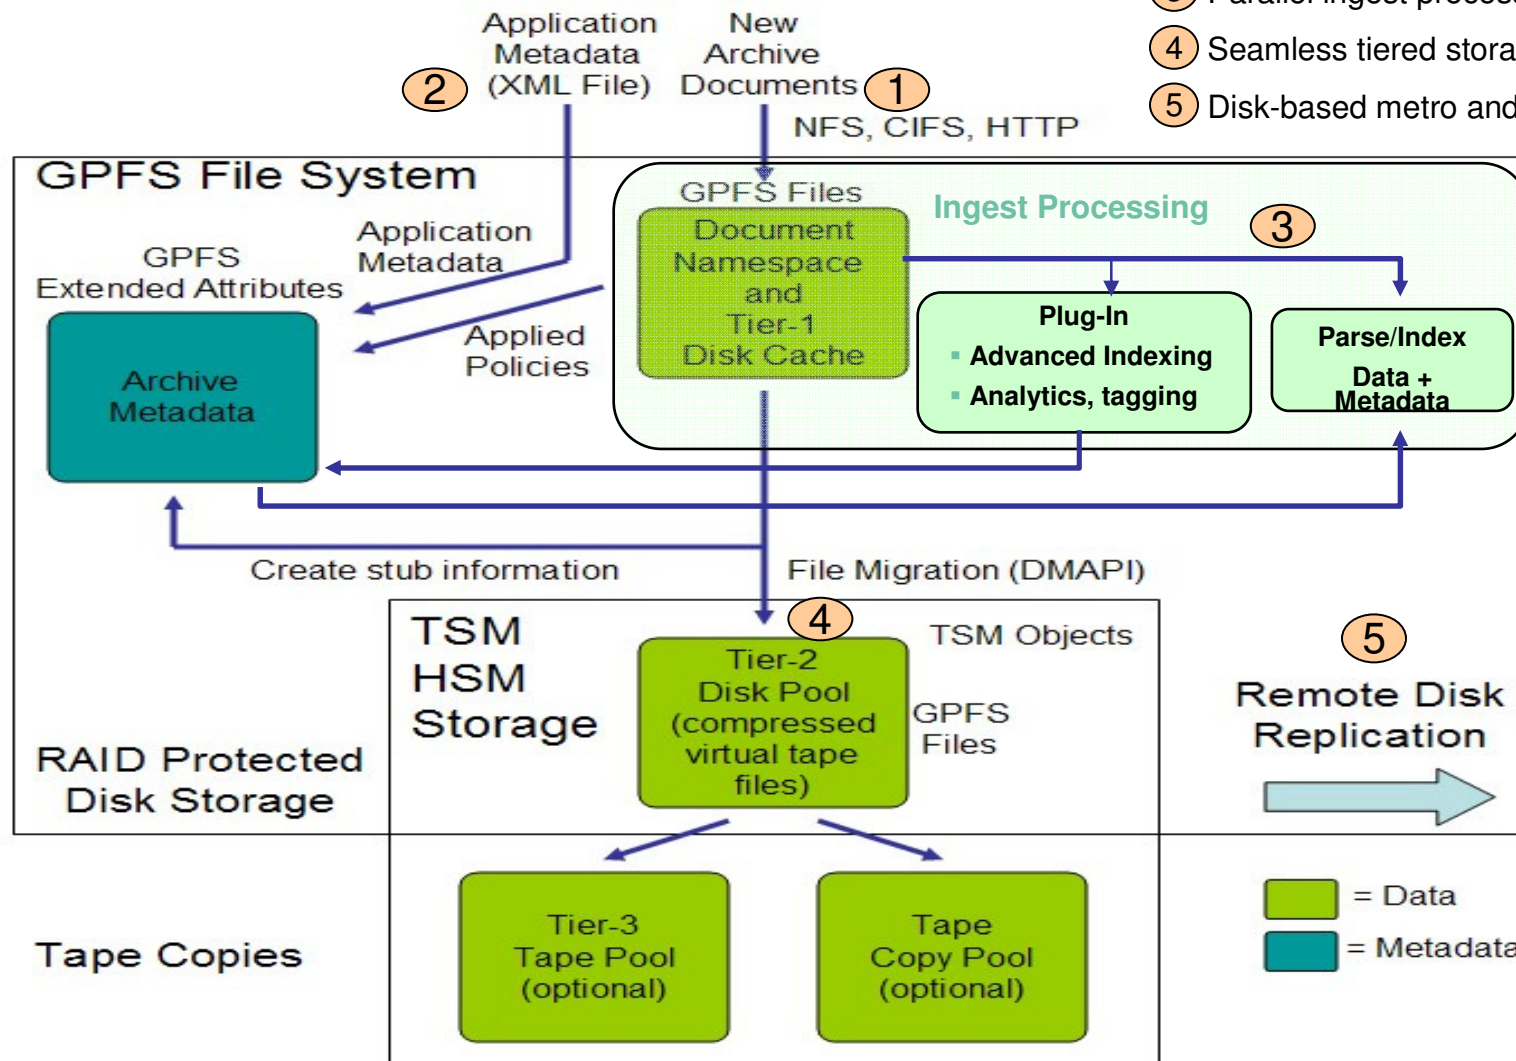 3 Parallel ingest
4 Seamless tiered
5 Disk-based metro and
Application
Metadata
(XML File)
2
New
Archive
Documents
1
NFS, CIFS, HTTP
GPFS File System
GPFS Files
Document
Namespace
and
Tier-1
Disk Cache
Ingest Processing
3
Application
Metadata
GPFS
Extended Attributes
Applied
Policies
Archive
Metadata
Plug-In
▪ Advanced Indexing
▪ Analytics, tagging
Parse/Index
Data +
Metadata
Create stub information
File Migration (DMAPI)
TSM
HSM
Storage
4
TSM Objects
Tier-2
Disk Pool
(compressed
virtual tape
files)
GPFS
Files
5
Remote Disk
Replication
RAID Protected
Disk Storage
Tape Copies
Tier-3
Tape Pool
(optional)
Tape
Copy Pool
(optional)
= Data
= Metadata